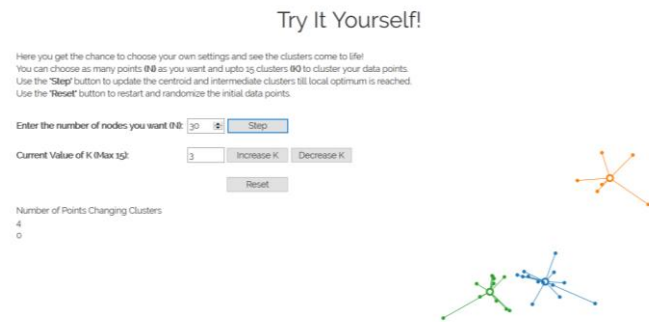 Try It Yourself!
Here you get the chance to choose your own settings and see the clusters come to life!
You can choose as many points (N) as you want and upto 15 clusters (K) to cluster your data points.
Use the "Step" button to update the centroid and intermediate clusters till local optimum is reached.
Use the "Reset" button to restart and randomize the initial data points.
Enter the number of nodes you want (N): 30 Step
Current Value of K (Max 15): 3 Increase K Decrease K
Reset
Number of Points Changing Clusters
4
0